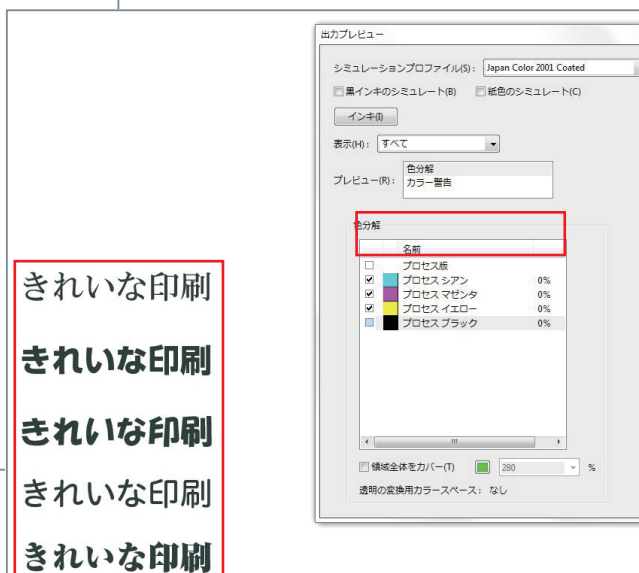 出力プレビュー
シミュレーションプロファイル(S): Japan Color 2001 Coated
黒インキのシミュレート(B) 紙色のシミュレート(C)
インキ(I)
表示(H): すべて
プレビュー(R): 色分解
カラー警告
色分解
名前
プロセス版
プロセス シアン 0%
プロセス マゼンタ 0%
プロセス イエロー 0%
プロセス ブラック 0%
領域全体をカバー(T) 280 %
透明の変換用カラースペース: なし
きれいな印刷
きれいな印刷
きれいな印刷
きれいな印刷
きれいな印刷